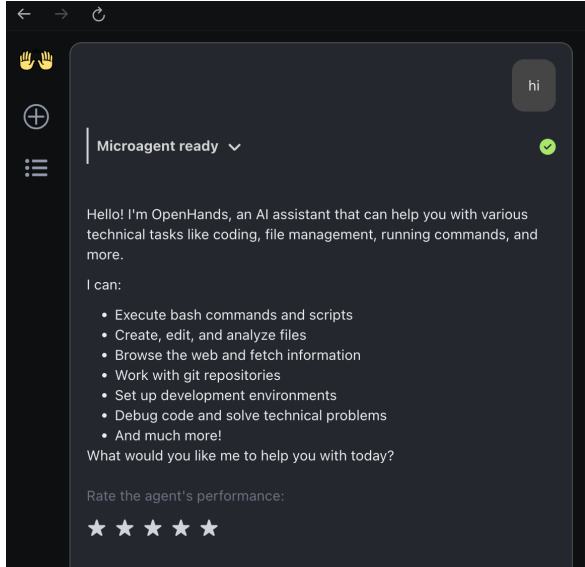 hi
Microagent ready
Hello! I'm OpenHands, an AI assistant that can help you with various
technical tasks like coding, file management, running commands, and
more.
I can:
• Execute bash commands and scripts
• Create, edit, and analyze files
• Browse the web and fetch information
• Work with git repositories
• Set up development environments
• Debug code and solve technical problems
• And much more!
What would you like me to help you with today?
Rate the agent's performance: